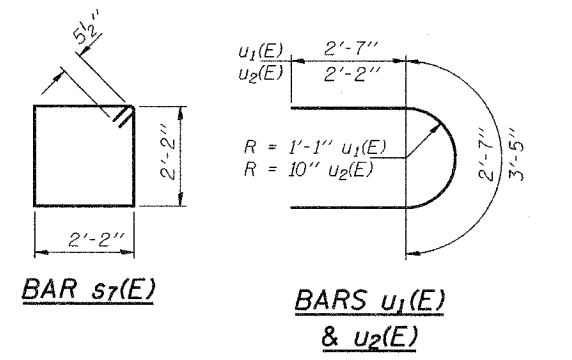 5½"
2'-2"
2'-2"
BAR s7(E)
u1(E) 2'-7"
u2(E) 2'-2"
R = 1'-1" u1(E)
R = 10" u2(E)
2'-7"
3'-5"
BARS u1(E)
& u2(E)